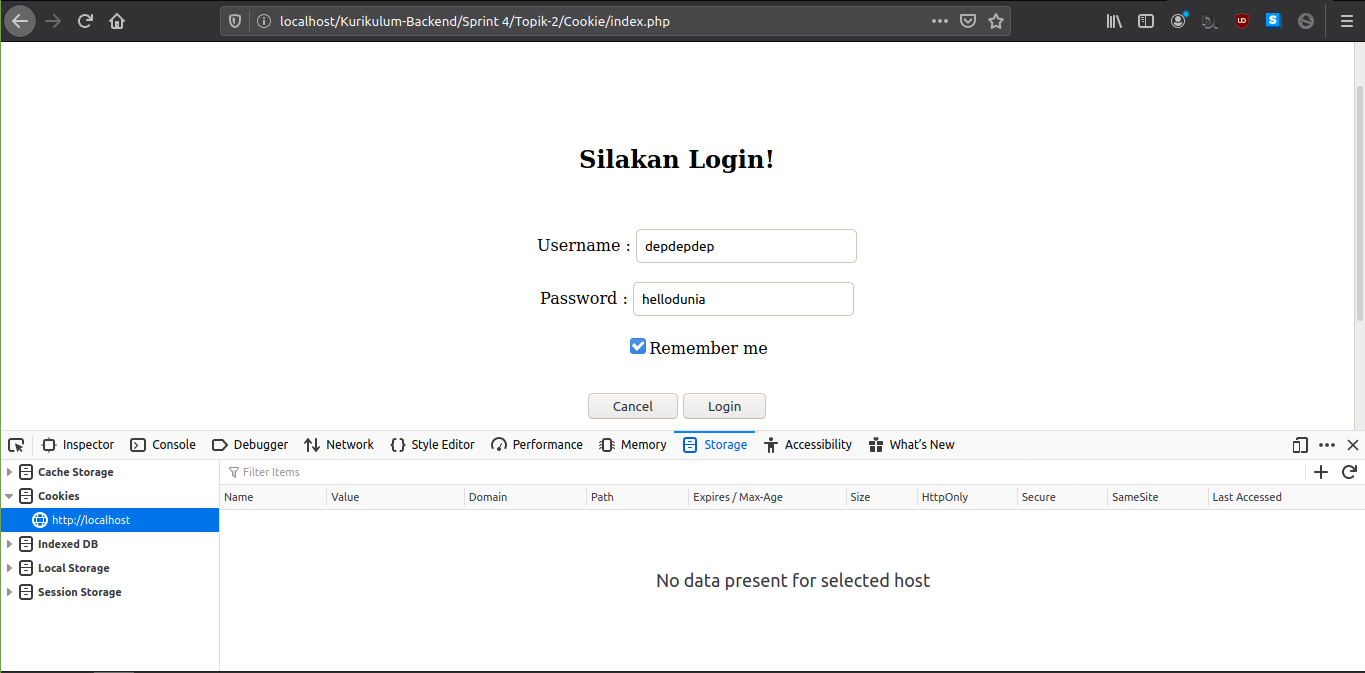 localhost/Kurikulum-Backend/Sprint 4/Topik-2/Cookie/index.php
Silakan Login!
Username : depdepdep
Password : hellodunia
Remember me
Cancel Login
Inspector Console Debugger Network Style Editor Performance Memory Storage Accessibility What's New
Cache Storage
Filter Items
Cookies
Name Value Domain Path Expires / Max-Age Size HttpOnly Secure SameSite Last Accessed
http://localhost
Indexed DB
Local Storage
Session Storage
No data present for selected host